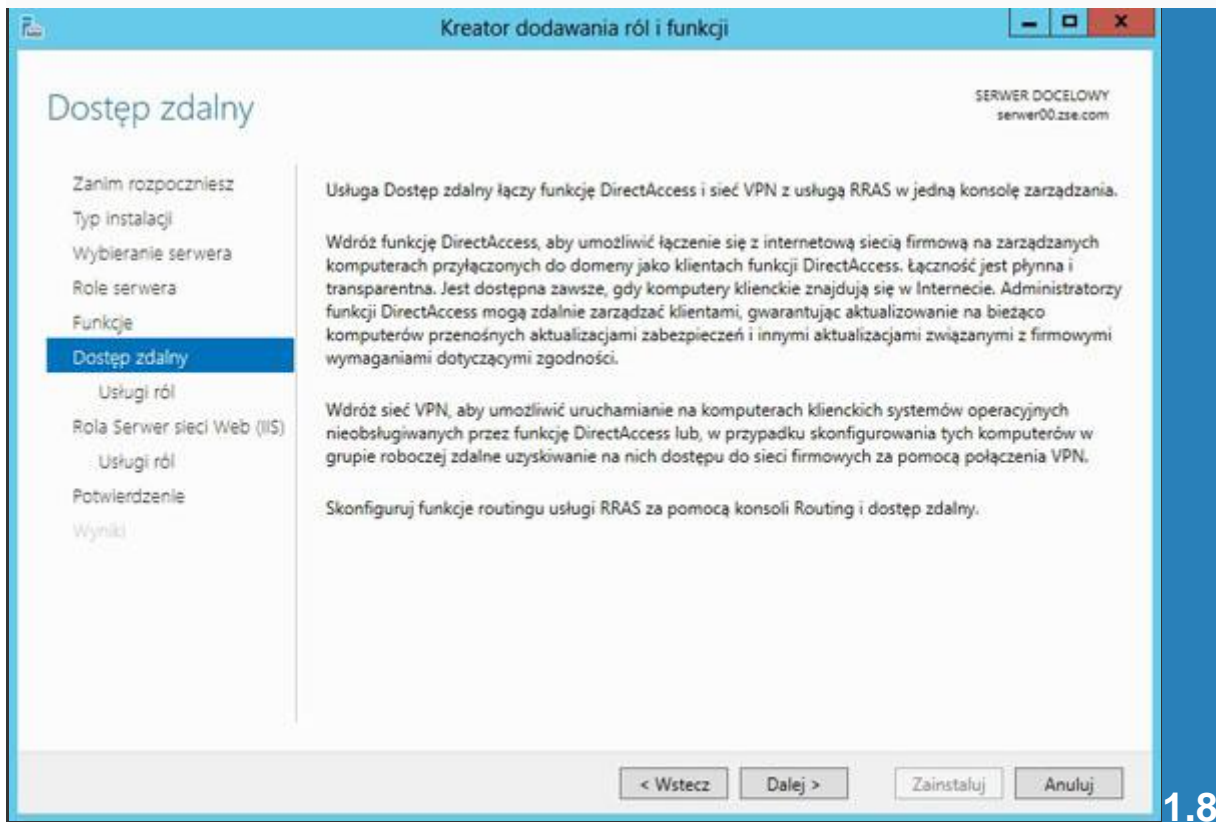 Kreator dodawania ról i funkcji
Dostęp zdalny
SERWER DOCELOWY
serwer00.zse.com
Zanim rozpoczniesz
Typ instalacji
Wybieranie serwera
Role serwera
Funkcje
Dostęp zdalny
Usługi ról
Rola Serwer sieci Web (IIS)
Usługi ról
Potwierdzenie
Wyniki
Usługa Dostęp zdalny łączy funkcję DirectAccess i sieć VPN z usługą RRAS w jedną konsolę zarządzania.
Wdróż funkcję DirectAccess, aby umożliwić łączenie się z internetową siecią firmową na zarządzanych
komputerach przyłączonych do domeny jako klientach funkcji DirectAccess. Łączność jest płynna i
transparentna. Jest dostępna zawsze, gdy komputery klienckie znajdują się w Internecie. Administratorzy
funkcji DirectAccess mogą zdalnie zarządzać klientami, gwarantując aktualizowanie na bieżąco
komputerów przenośnych aktualizacjami zabezpieczeń i innymi aktualizacjami związanymi z firmowymi
wymaganiami dotyczącymi zgodności.
Wdróż sieć VPN, aby umożliwić uruchamianie na komputerach klienckich systemów operacyjnych
nieobsługiwanych przez funkcję DirectAccess lub, w przypadku skonfigurowania tych komputerów w
grupie roboczej zdalne uzyskiwanie na nich dostępu do sieci firmowych za pomocą połączenia VPN.
Skonfiguruj funkcje routingu usługi RRAS za pomocą konsoli Routing i dostęp zdalny.
< Wstecz
Dalej >
Zainstaluj
Anuluj
1.8